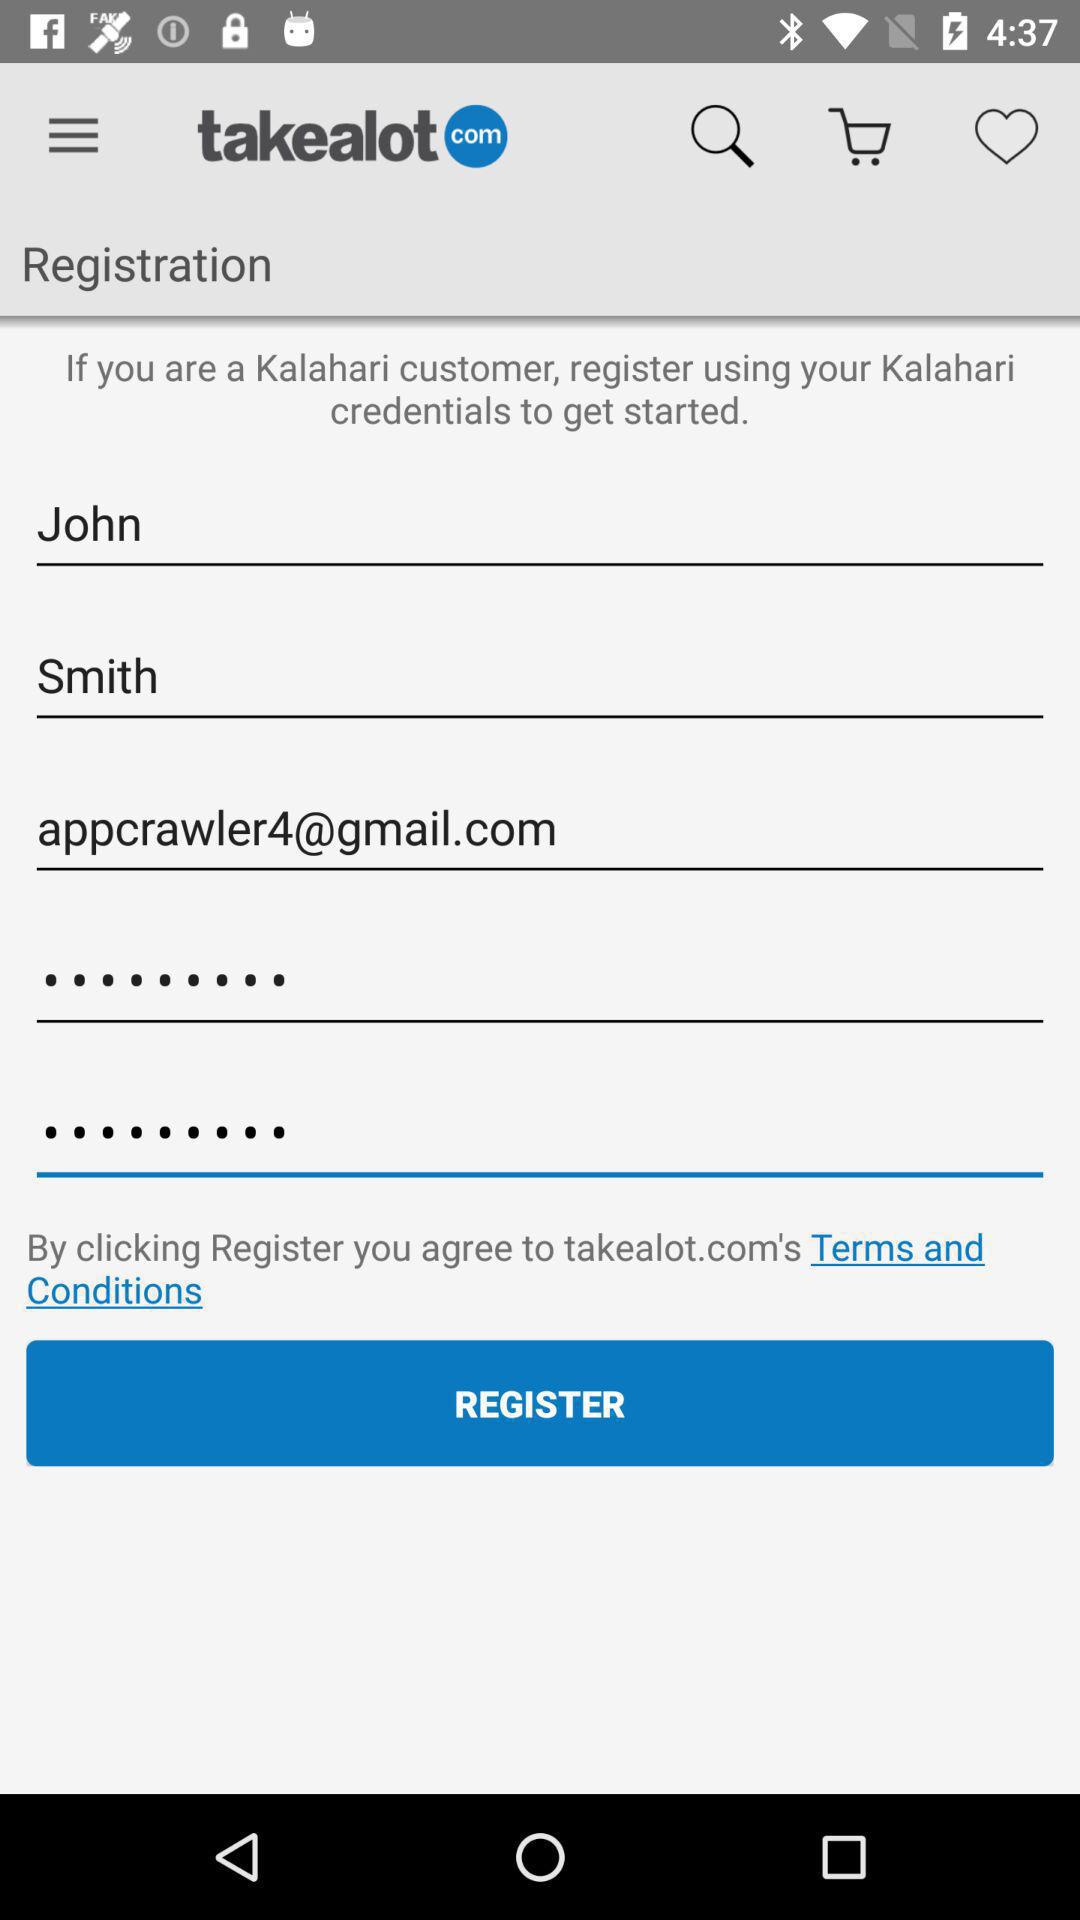 FAKE
4:37
takealot com
Registration
If you are a Kalahari customer, register using your Kalahari
credentials to get started.
John
Smith
appcrawler4@gmail.com
•••••••••
•••••••••
By clicking Register you agree to takealot.com's Terms and
Conditions
REGISTER